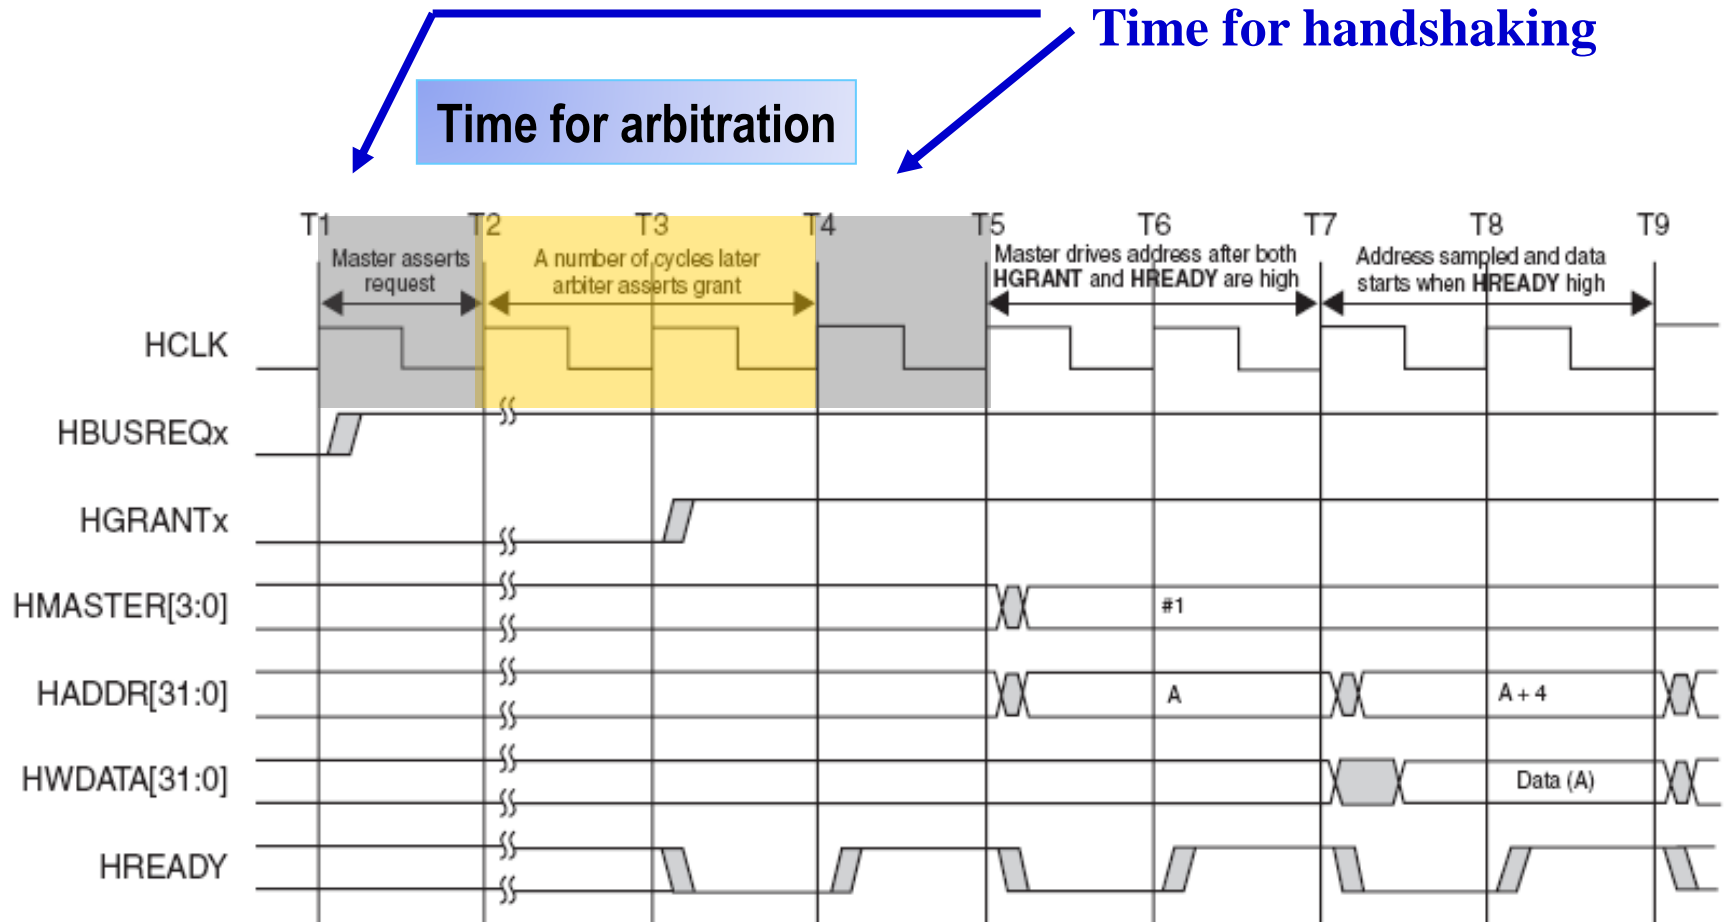 Time for handshaking
Time for arbitration
T1 T2 T3 T4 T5 T6 T7 T8 T9
Master asserts
request
A number of cycles later
arbiter asserts grant
Master drives address after both
HGRANT and HREADY are high
Address sampled and data
starts when HREADY high
HCLK
HBUSREQx
HGRANTx
HMASTER[3:0]
#1
HADDR[31:0]
A
A + 4
HWDATA[31:0]
Data (A)
HREADY